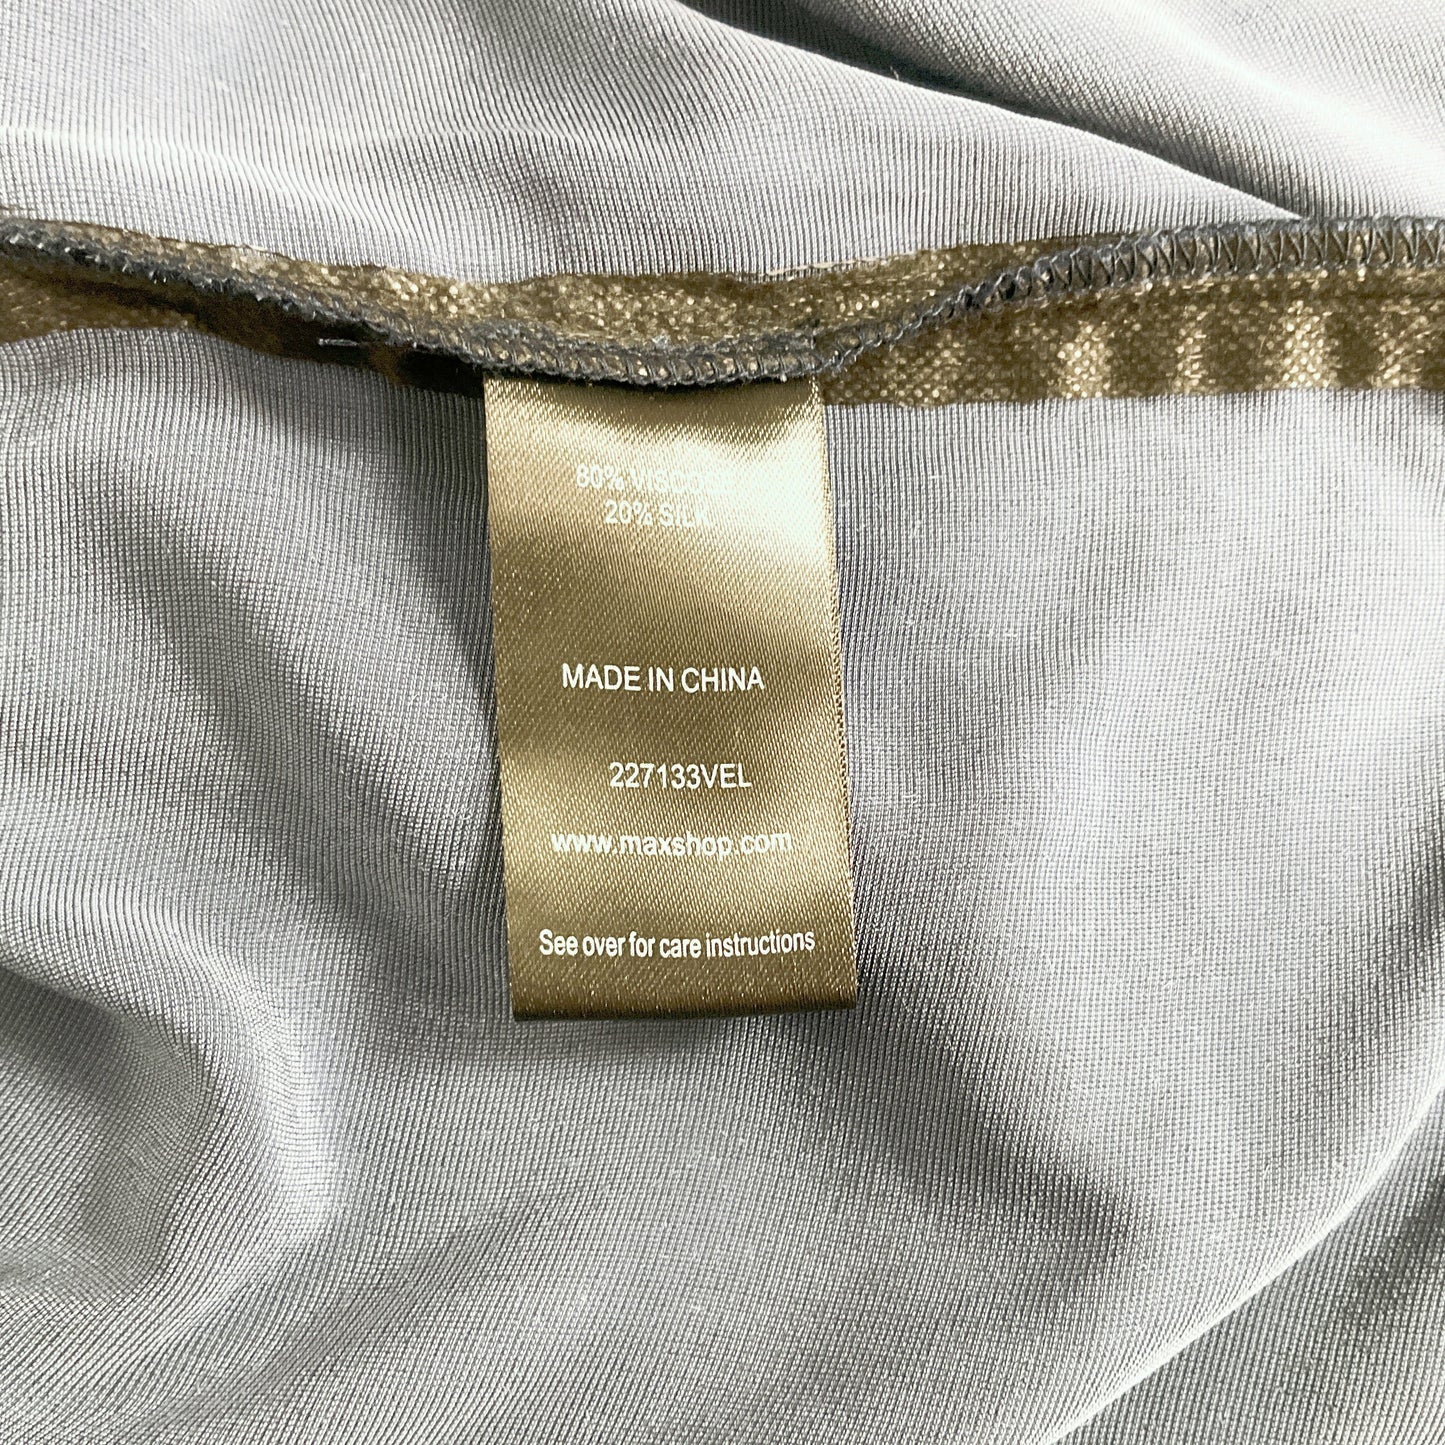 80% VISCOSE
20% SILK
MADE IN CHINA
227133VEL
www.maxshop.com
See over for care instructions